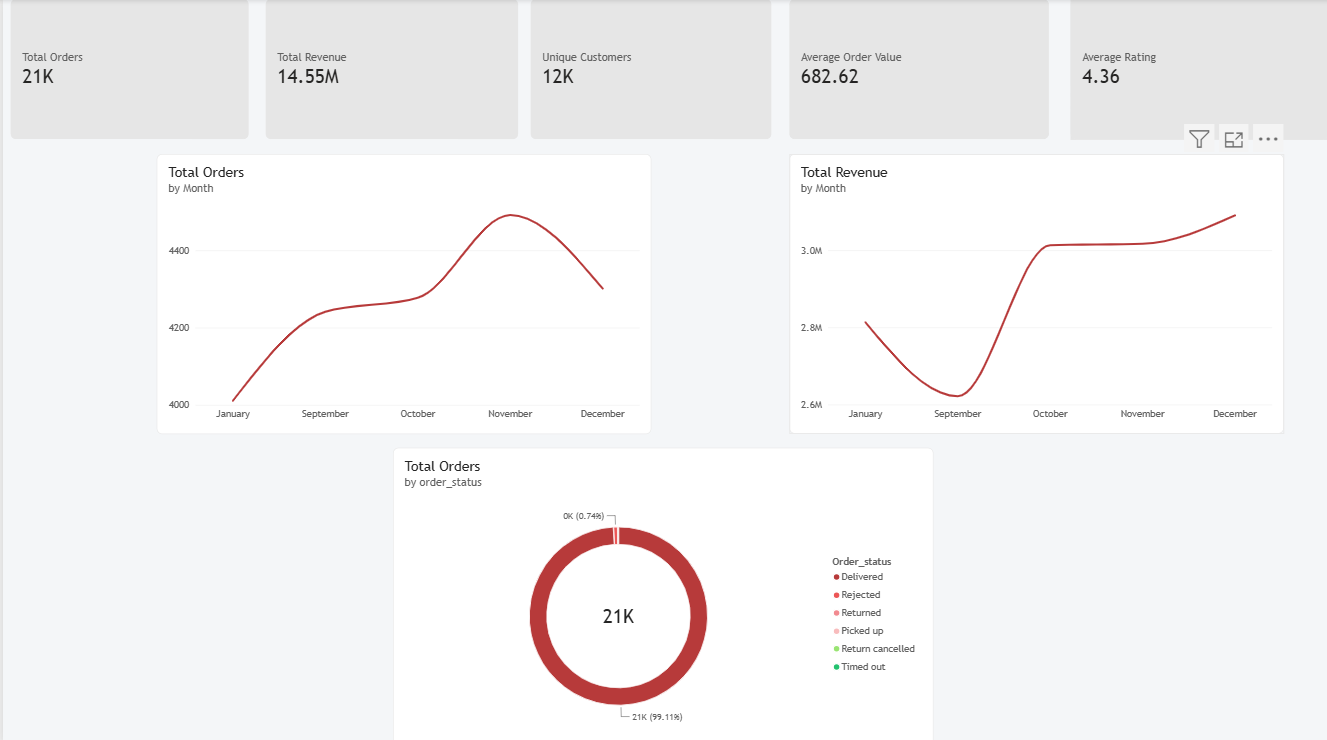 Total Orders
21K
Total Revenue
14.55M
Unique Customers
12K
Average Order Value
682.62
Average Rating
4.36
Total Orders
by Month
4400
4200
4000
January September October November December
Total Revenue
by Month
3.0M
2.8M
2.6M
January September October November December
Total Orders
by order_status
0K (0.74%)
21K
21K (99.11%)
Order_status
Delivered
Rejected
Returned
Picked up
Return cancelled
Timed out